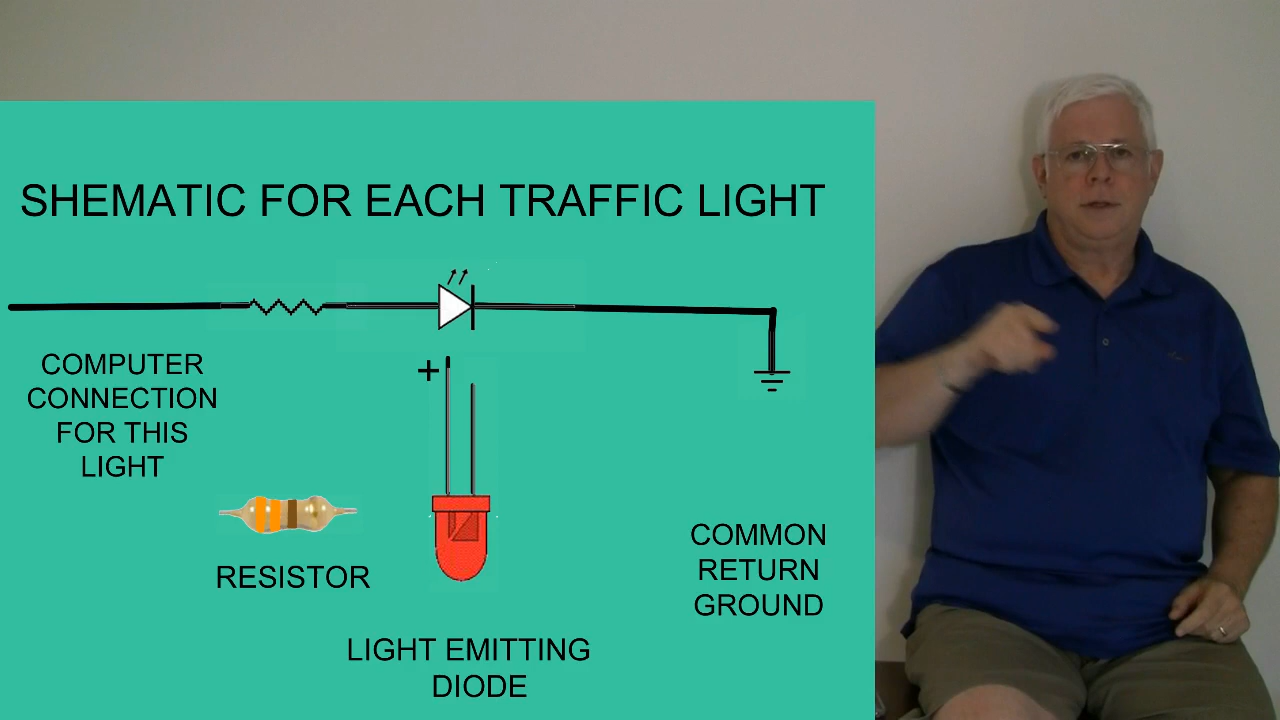 SHEMATIC FOR EACH TRAFFIC LIGHT
COMPUTER
CONNECTION
FOR THIS
LIGHT
+
RESISTOR
LIGHT EMITTING
DIODE
COMMON
RETURN
GROUND